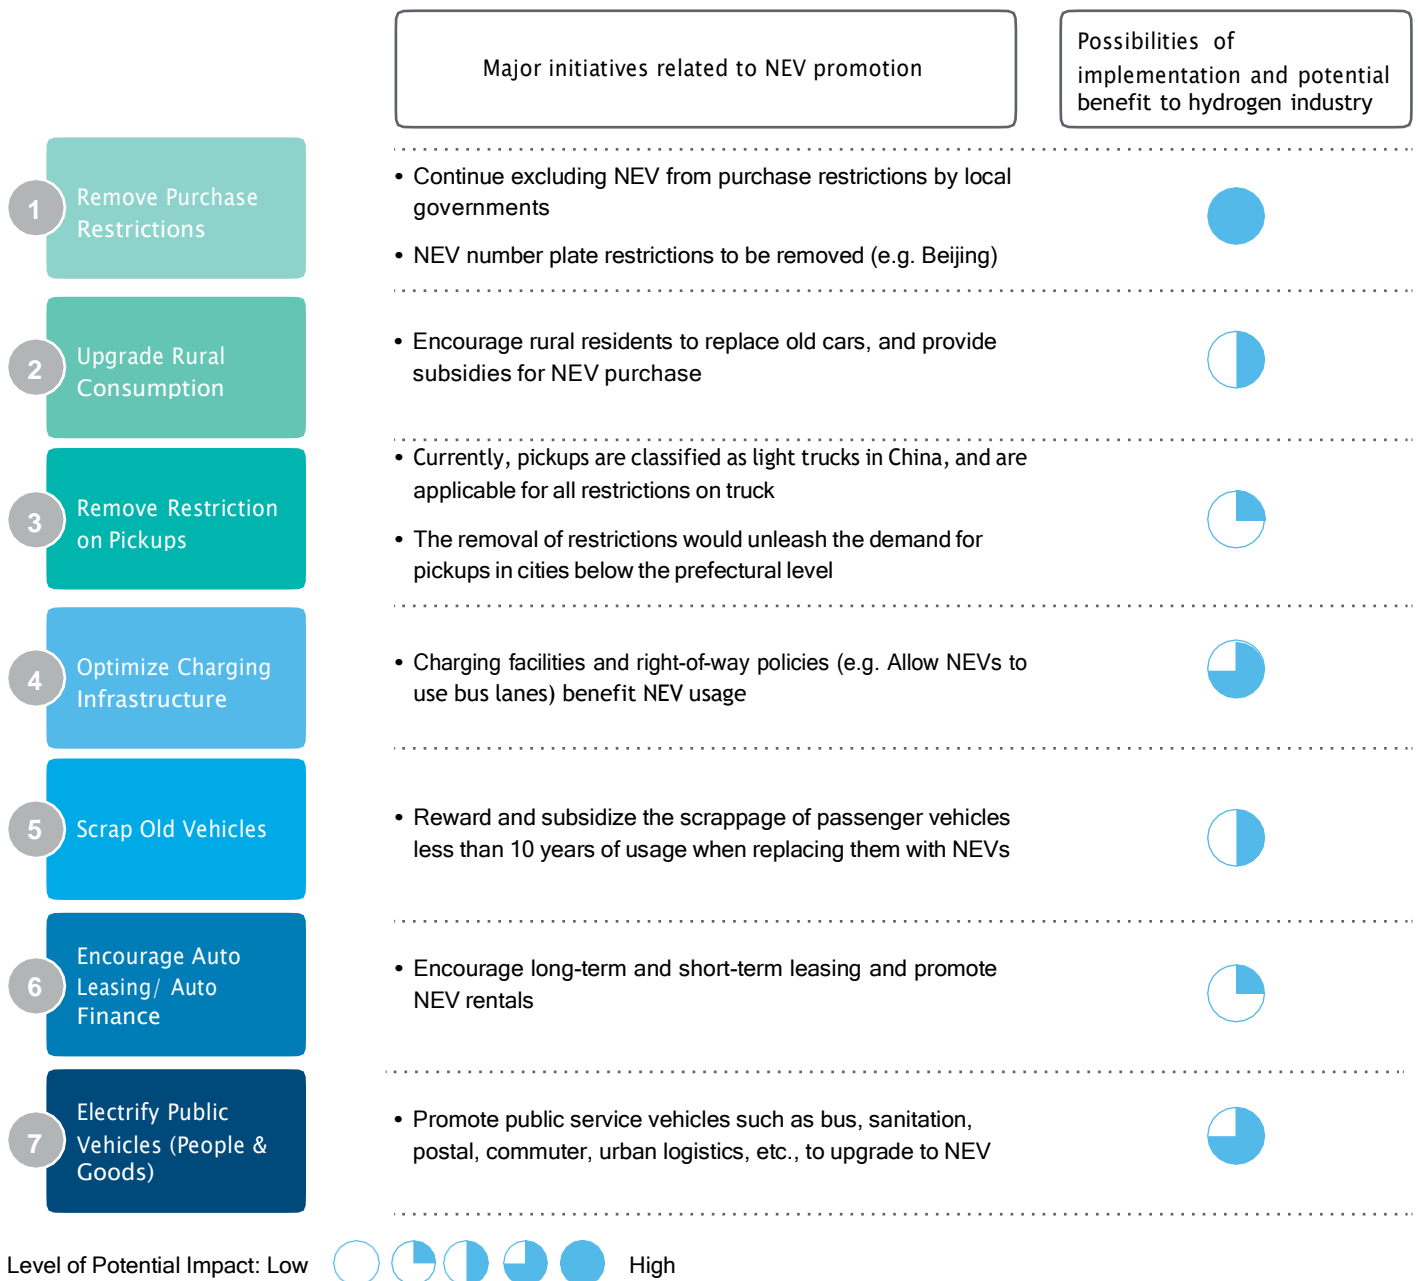 Major initiatives related to NEV promotion
Possibilities of
implementation and potential
benefit to hydrogen industry
1
Remove Purchase
Restrictions
• Continue excluding NEV from purchase restrictions by local
governments
• NEV number plate restrictions to be removed (e.g. Beijing)
2
Upgrade Rural
Consumption
• Encourage rural residents to replace old cars, and provide
subsidies for NEV purchase
3
Remove Restriction
on Pickups
• Currently, pickups are classified as light trucks in China, and are
applicable for all restrictions on truck
• The removal of restrictions would unleash the demand for
pickups in cities below the prefectural level
4
Optimize Charging
Infrastructure
• Charging facilities and right-of-way policies (e.g. Allow NEVs to
use bus lanes) benefit NEV usage
5
Scrap Old Vehicles
• Reward and subsidize the scrappage of passenger vehicles
less than 10 years of usage when replacing them with NEVs
6
Encourage Auto
Leasing/ Auto
Finance
• Encourage long-term and short-term leasing and promote
NEV rentals
7
Electrify Public
Vehicles (People &
Goods)
• Promote public service vehicles such as bus, sanitation,
postal, commuter, urban logistics, etc., to upgrade to NEV
Level of Potential Impact: Low High